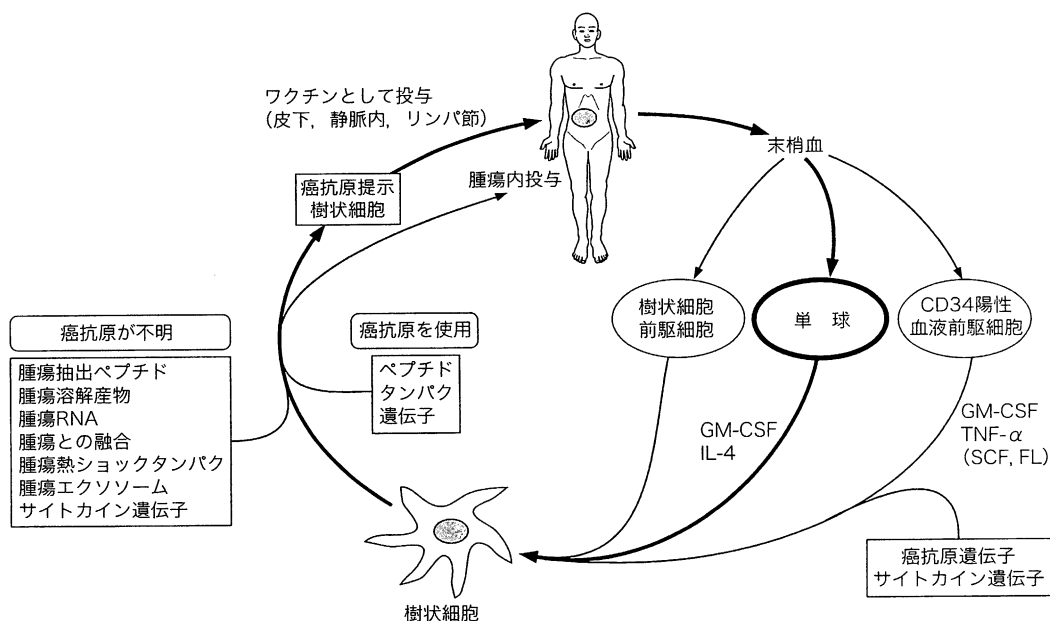 ワクチンとして投与
(皮下，静脈内，リンパ節)
末梢血
癌抗原提示
樹状細胞
腫瘍内投与
樹状細胞
前駆細胞
単　球
CD34陽性
血液前駆細胞
癌抗原が不明
腫瘍抽出ペプチド
腫瘍溶解産物
腫瘍RNA
腫瘍との融合
腫瘍熱ショックタンパク
腫瘍エクソソーム
サイトカイン遺伝子
癌抗原を使用
ペプチド
タンパク
遺伝子
GM-CSF
IL-4
GM-CSF
TNF-α
(SCF, FL)
癌抗原遺伝子
サイトカイン遺伝子
樹状細胞